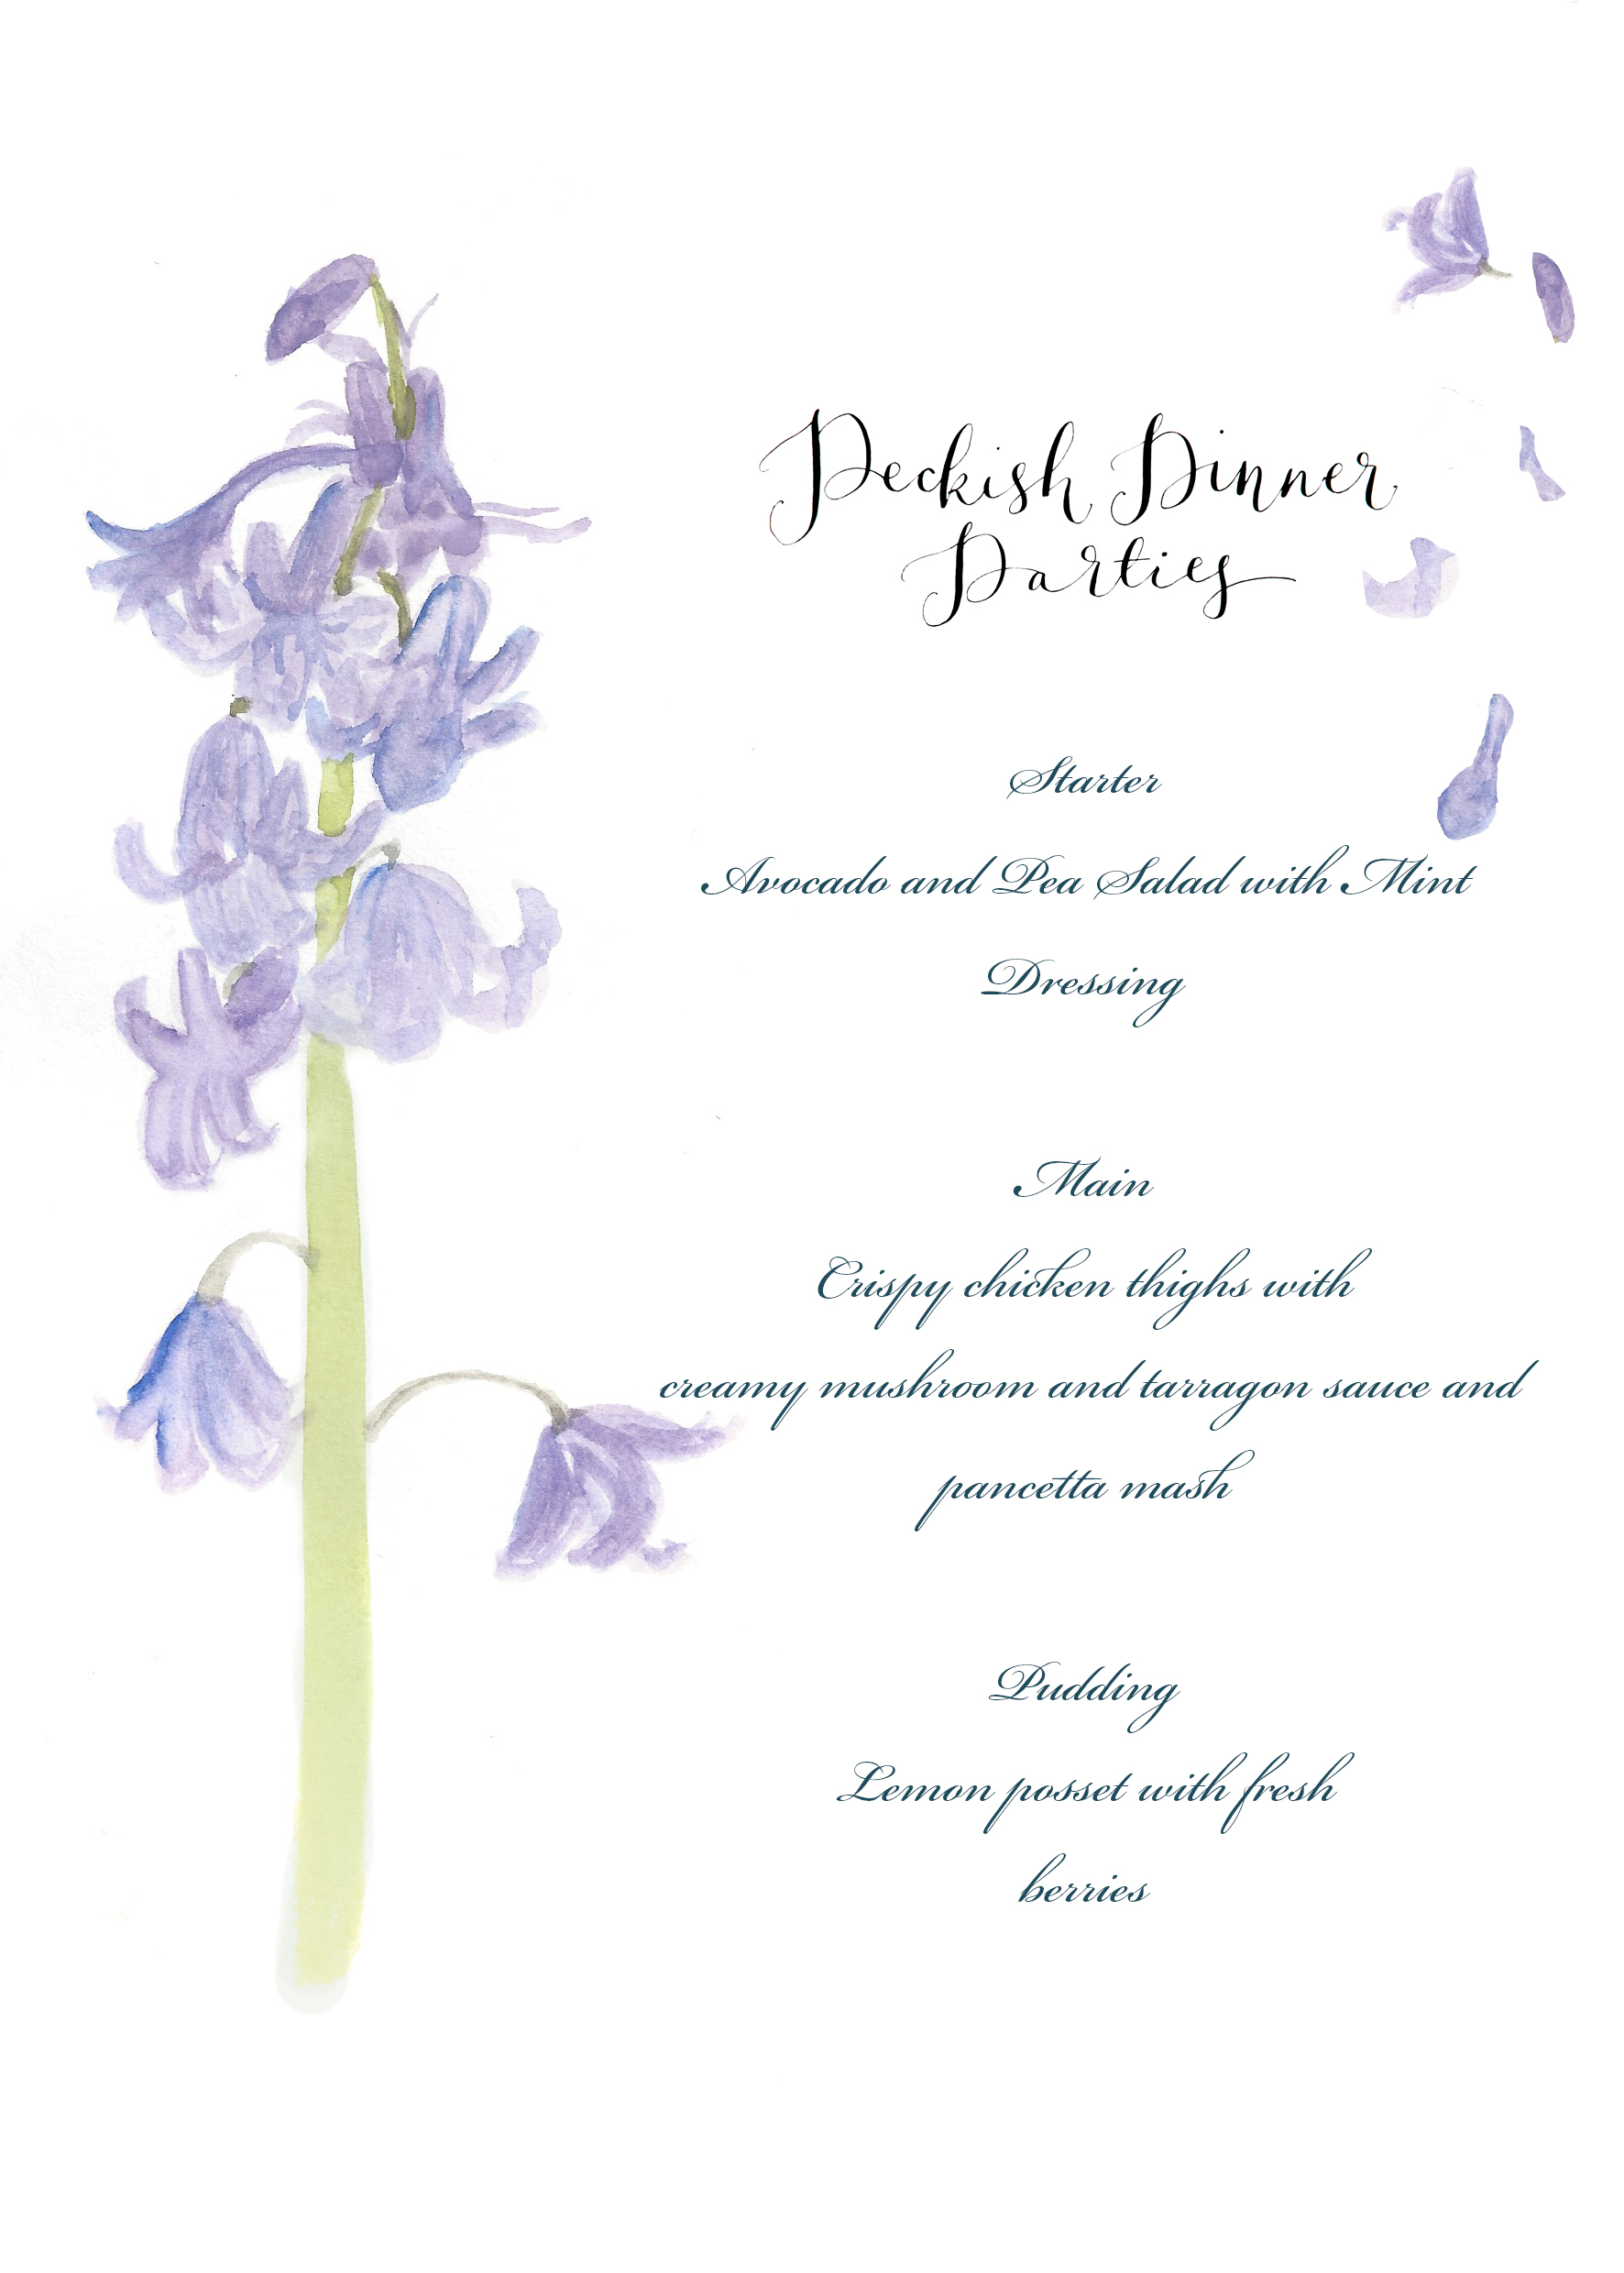 Peckish Dinner
Parties
Starter
Avocado and Pea Salad with Mint
Dressing
Main
Crispy chicken thighs with
creamy mushroom and tarragon sauce and
pancetta mash
Pudding
Lemon posset with fresh
berries